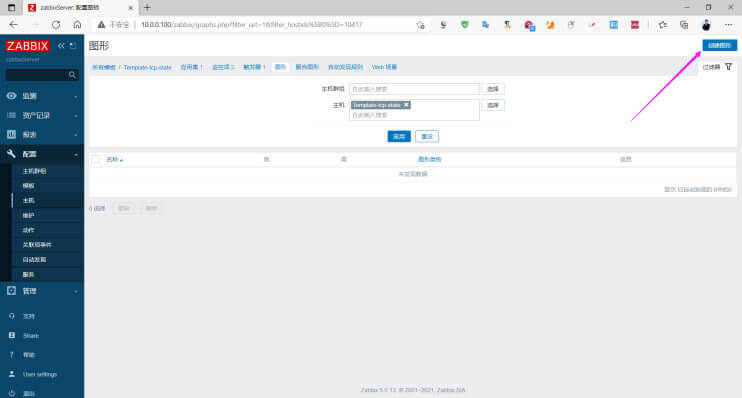 zabbixServer: 配置图形
不安全 | 10.0.0.100/zabbix/graphs.php?filter_set=1&filter_hostids%5B0%5D=10417
ZABBIX
zabbixServer
监测
资产记录
报表
配置
主机群组
模板
主机
维护
动作
关联项事件
自动发现
服务
管理
支持
Share
帮助
User settings
退出
图形
创建图形
所有模板 / Template-tcp-state 应用集 1 监控项 2 触发器 1 图形 聚合图形 自动发现规则 Web 场景
过滤器
主机群组 在此输入搜索 选择
主机 Template-tcp-state 选择
在此输入搜索
应用 重设
名称 宽 高 图形类别 信息
未发现数据
显示 已自动发现的 0中的0
0 选择 复制 删除
Zabbix 5.0.13. © 2001–2021, Zabbix SIA